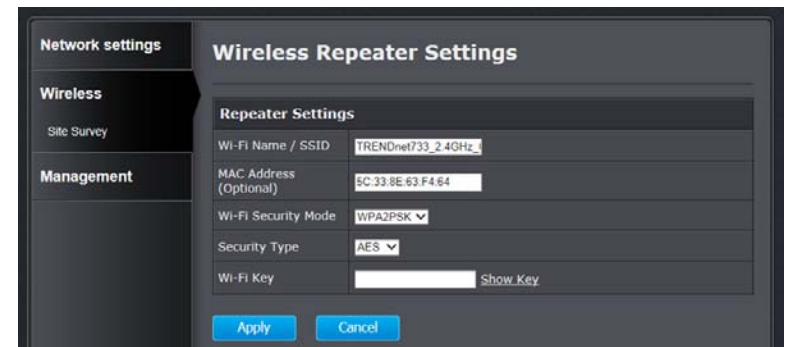 Network settings
Wireless
Site Survey
Management
Wireless Repeater Settings
Repeater Settings
Wi-Fi Name / SSID TRENDnet733_2.4GHz_
MAC Address
(Optional) 5C:33:8E:63:F4:64
Wi-Fi Security Mode WPA2PSK
Security Type AES
Wi-Fi Key Show Key
Apply Cancel